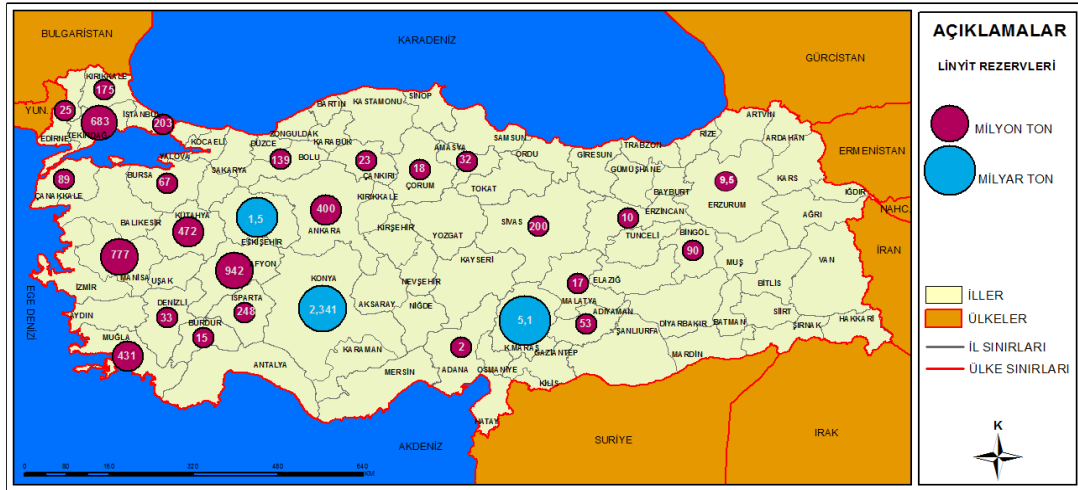 BULGARİSTAN
KARADENİZ
GÜRCİSTAN
AÇIKLAMALAR
LİNYİT REZERVLERİ
MİLYON TON
MİLYAR TON
İLLER
ÜLKELER
İL SINIRLARI
ÜLKE SINIRLARI
K
YUN.
ERMENİSTAN
NAHC.
İRAN
EGE DENİZİ
AKDENİZ
SURİYE
IRAK
KIRIKKALE
175
25
683
EDİRNE
TEKİRDAĞ
İSTANBUL
203
KOCAELİ
YALOVA
SAKARYA
DÜZCE
ZONGULDAK
BARTIN
KASTAMONU
SİNOP
KARABÜK
BOLU
139
23
ÇANKIRI
18
ÇORUM
AMASYA
32
SAMSUN
ORDU
TOKAT
GİRESUN
TRABZON
GÜMÜŞHANE
RİZE
ARTVİN
ARDAHAN
BAYBURT
9,5
ERZURUM
KARS
IĞDIR
AĞRI
89
ÇANAKKALE
BURSA
67
BALIKESİR
KÜTAHYA
472
1,5
ESKİŞEHİR
400
ANKARA
KIRIKKALE
KIRŞEHİR
YOZGAT
SİVAS
200
10
ERZİNCAN
TUNCELİ
BİNGÖL
90
MUŞ
VAN
BİTLİS
777
MANİSA
UŞAK
942
AFYON
KONYA
2,341
AKSARAY
NEVŞEHİR
NİĞDE
KAYSERİ
17
ELAZIĞ
MALATYA
İZMİR
AYDIN
DENİZLİ
33
ISPARTA
248
BURDUR
15
MUĞLA
431
ANTALYA
KARAMAN
MERSİN
2
ADANA
OSMANİYE
5,1
K.MARAŞ
GAZİANTEP
KİLİS
HATAY
53
ADIYAMAN
ŞANLIURFA
DİYARBAKIR
BATMAN
MARDİN
SİİRT
ŞIRNAK
HAKKARİ
0 80 160 320 480 640
KM